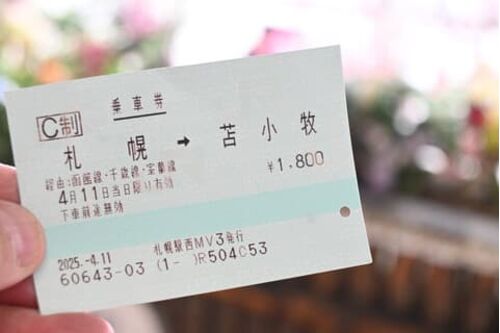 乗車券
C制
札幌 → 苫小牧
経由:函館線・千歳線・室蘭線
¥1,800
4月11日当日限り有効
下車前途無効
2025.-4.11 札幌駅西MV3発行
60643-03 (1- )R504C53